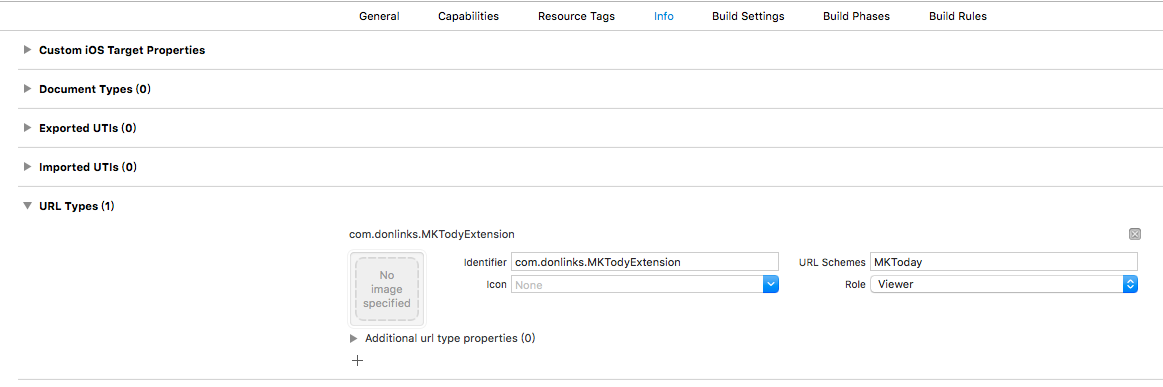 General Capabilities Resource Tags Info Build Settings Build Phases Build Rules
Custom iOS Target Properties
Document Types (0)
Exported UTIs (0)
Imported UTIs (0)
URL Types (1)
com.donlinks.MKTodyExtension
No
image
specified
Identifier com.donlinks.MKTodyExtension URL Schemes MKToday
Icon None Role Viewer
Additional url type properties (0)